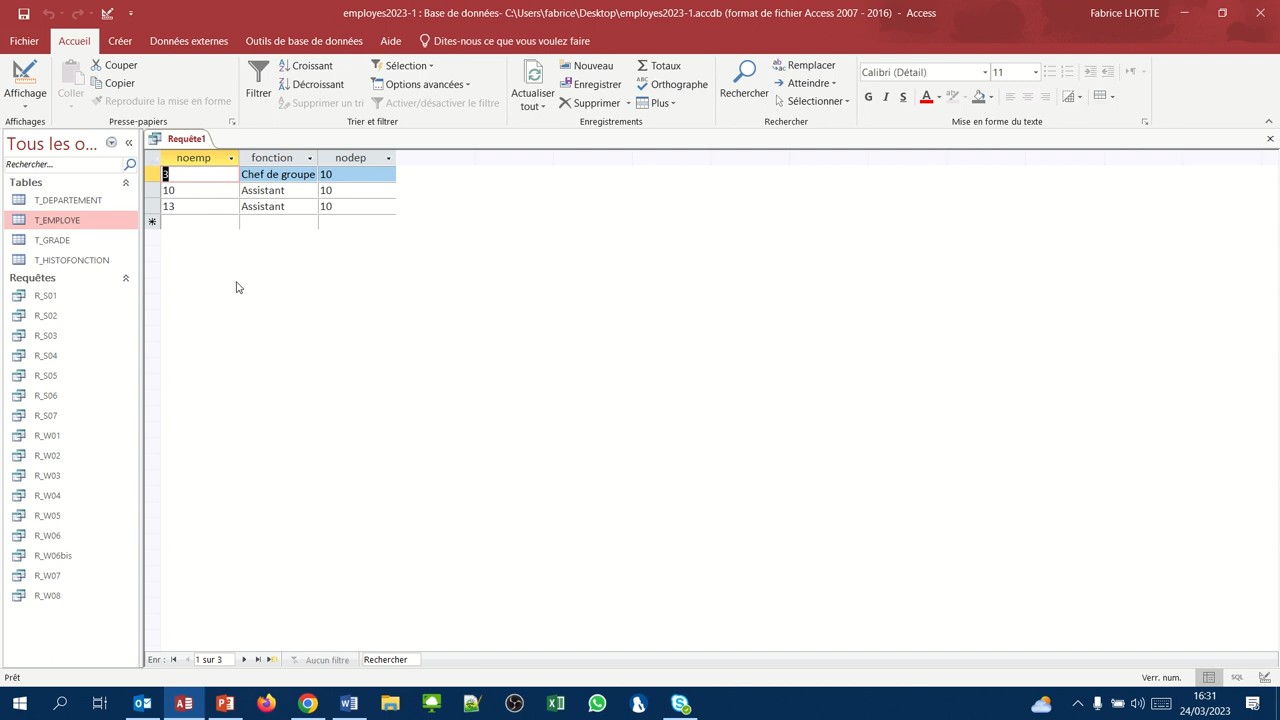 employes2023-1 : Base de données- C:\Users\fabrice\Desktop\employes2023-1.accdb (format de fichier Access 2007 - 2016) - Access
Fabrice LHOTTE
Fichier Accueil Créer Données externes Outils de base de données Aide Dites-nous ce que vous voulez faire
Affichage
Affichages
Coller
Couper
Copier
Reproduire la mise en forme
Presse-papiers
Filtrer
Croissant
Décroissant
Supprimer un tri
Sélection
Options avancées
Activer/désactiver le filtre
Trier et filtrer
Actualiser
tout
Nouveau
Enregistrer
Supprimer
Totaux
Orthographe
Plus
Enregistrements
Rechercher
Remplacer
Atteindre
Sélectionner
Rechercher
Calibri (Détail) 11
G I S A
Mise en forme du texte
Tous les o...
Rechercher...
Tables
T_DEPARTEMENT
T_EMPLOYE
T_GRADE
T_HISTOFONCTION
Requêtes
R_S01
R_S02
R_S03
R_S04
R_S05
R_S06
R_S07
R_W01
R_W02
R_W03
R_W04
R_W05
R_W06
R_W06bis
R_W07
R_W08
Requête1
noemp fonction nodep
3 Chef de groupe 10
10 Assistant 10
13 Assistant 10
Enr : 1 sur 3 Aucun filtre Rechercher
Prêt
Verr. num. SQL
16:31
24/03/2023